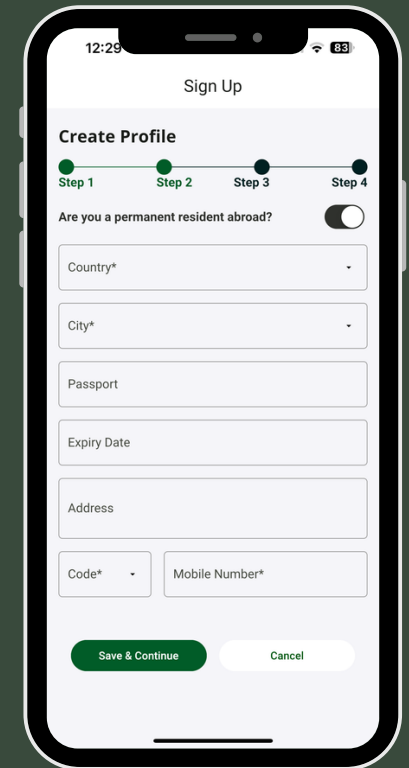 12:29
83
Sign Up
Create Profile
Step 1 Step 2 Step 3 Step 4
Are you a permanent resident abroad?
Country*
City*
Passport
Expiry Date
Address
Code* Mobile Number*
Save & Continue Cancel